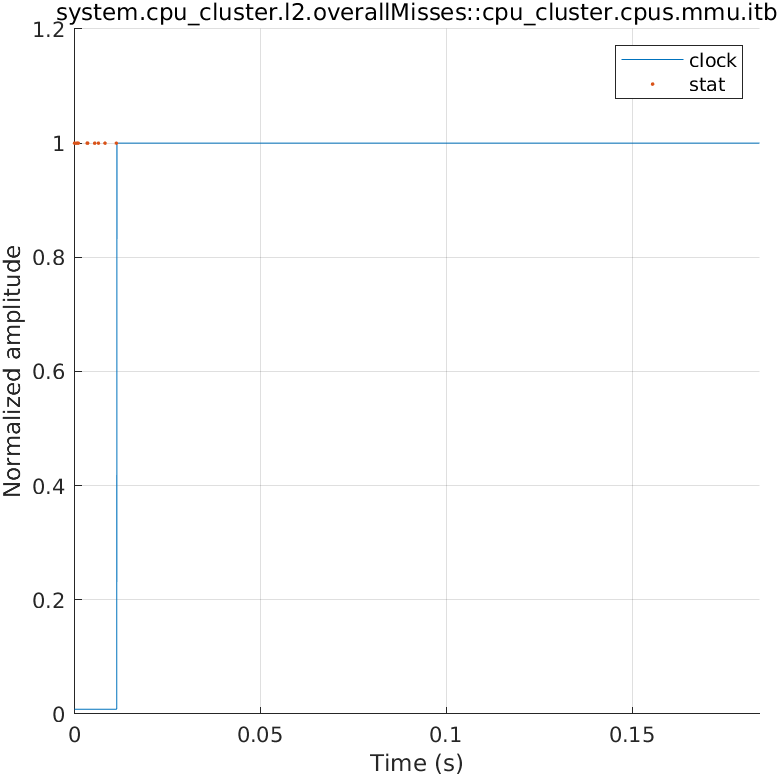 system.cpu_cluster.l2.overallMisses::cpu_cluster.cpus.mmu.itb
1.2
clock
stat
1
0.8
Normalized amplitude
0.6
0.4
0.2
0
0
0.05
0.1
0.15
Time (s)